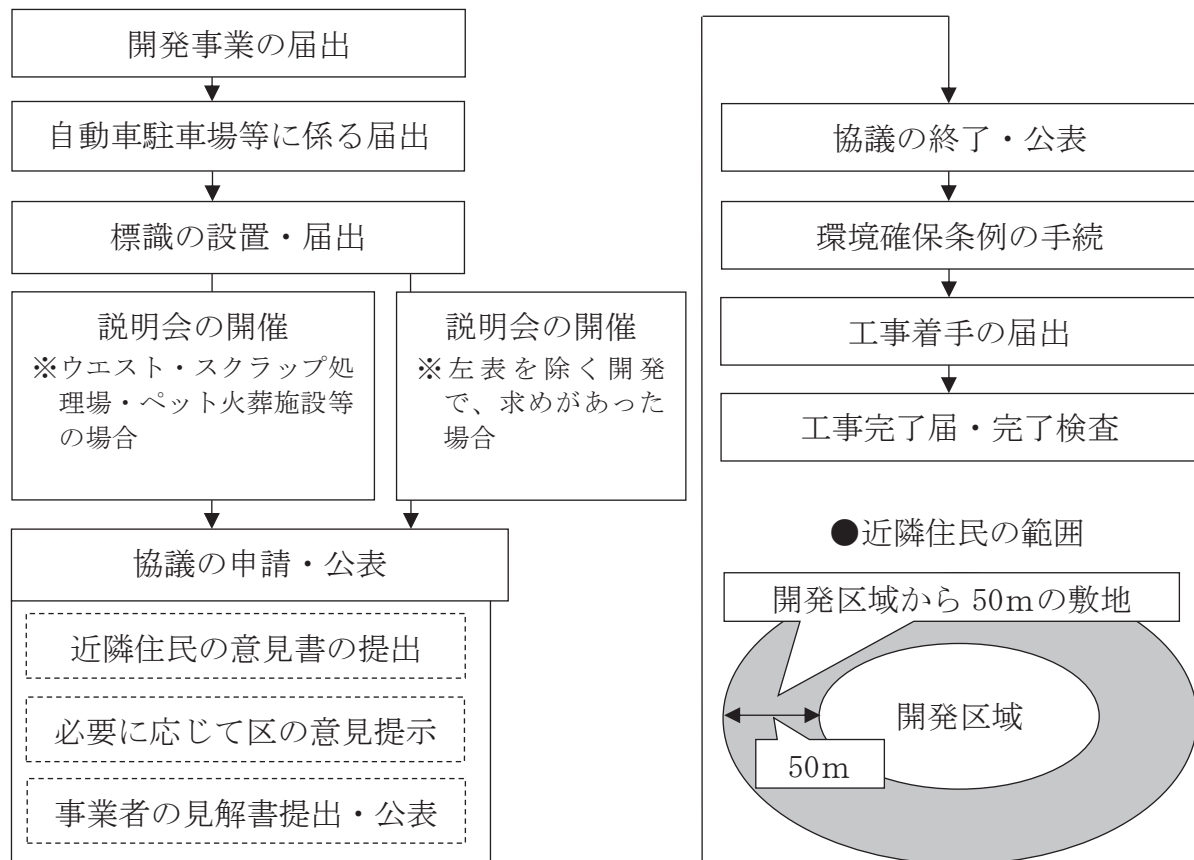 開発事業の届出
自動車駐車場等に係る届出
標識の設置・届出
説明会の開催
※ウエスト・スクラップ処
理場・ペット火葬施設等
の場合
説明会の開催
※左表を除く開発
で、求めがあった
場合
協議の申請・公表
近隣住民の意見書の提出
必要に応じて区の意見提示
事業者の見解書提出・公表
協議の終了・公表
環境確保条例の手続
工事着手の届出
工事完了届・完了検査
●近隣住民の範囲
開発区域から 50mの敷地
開発区域
50m